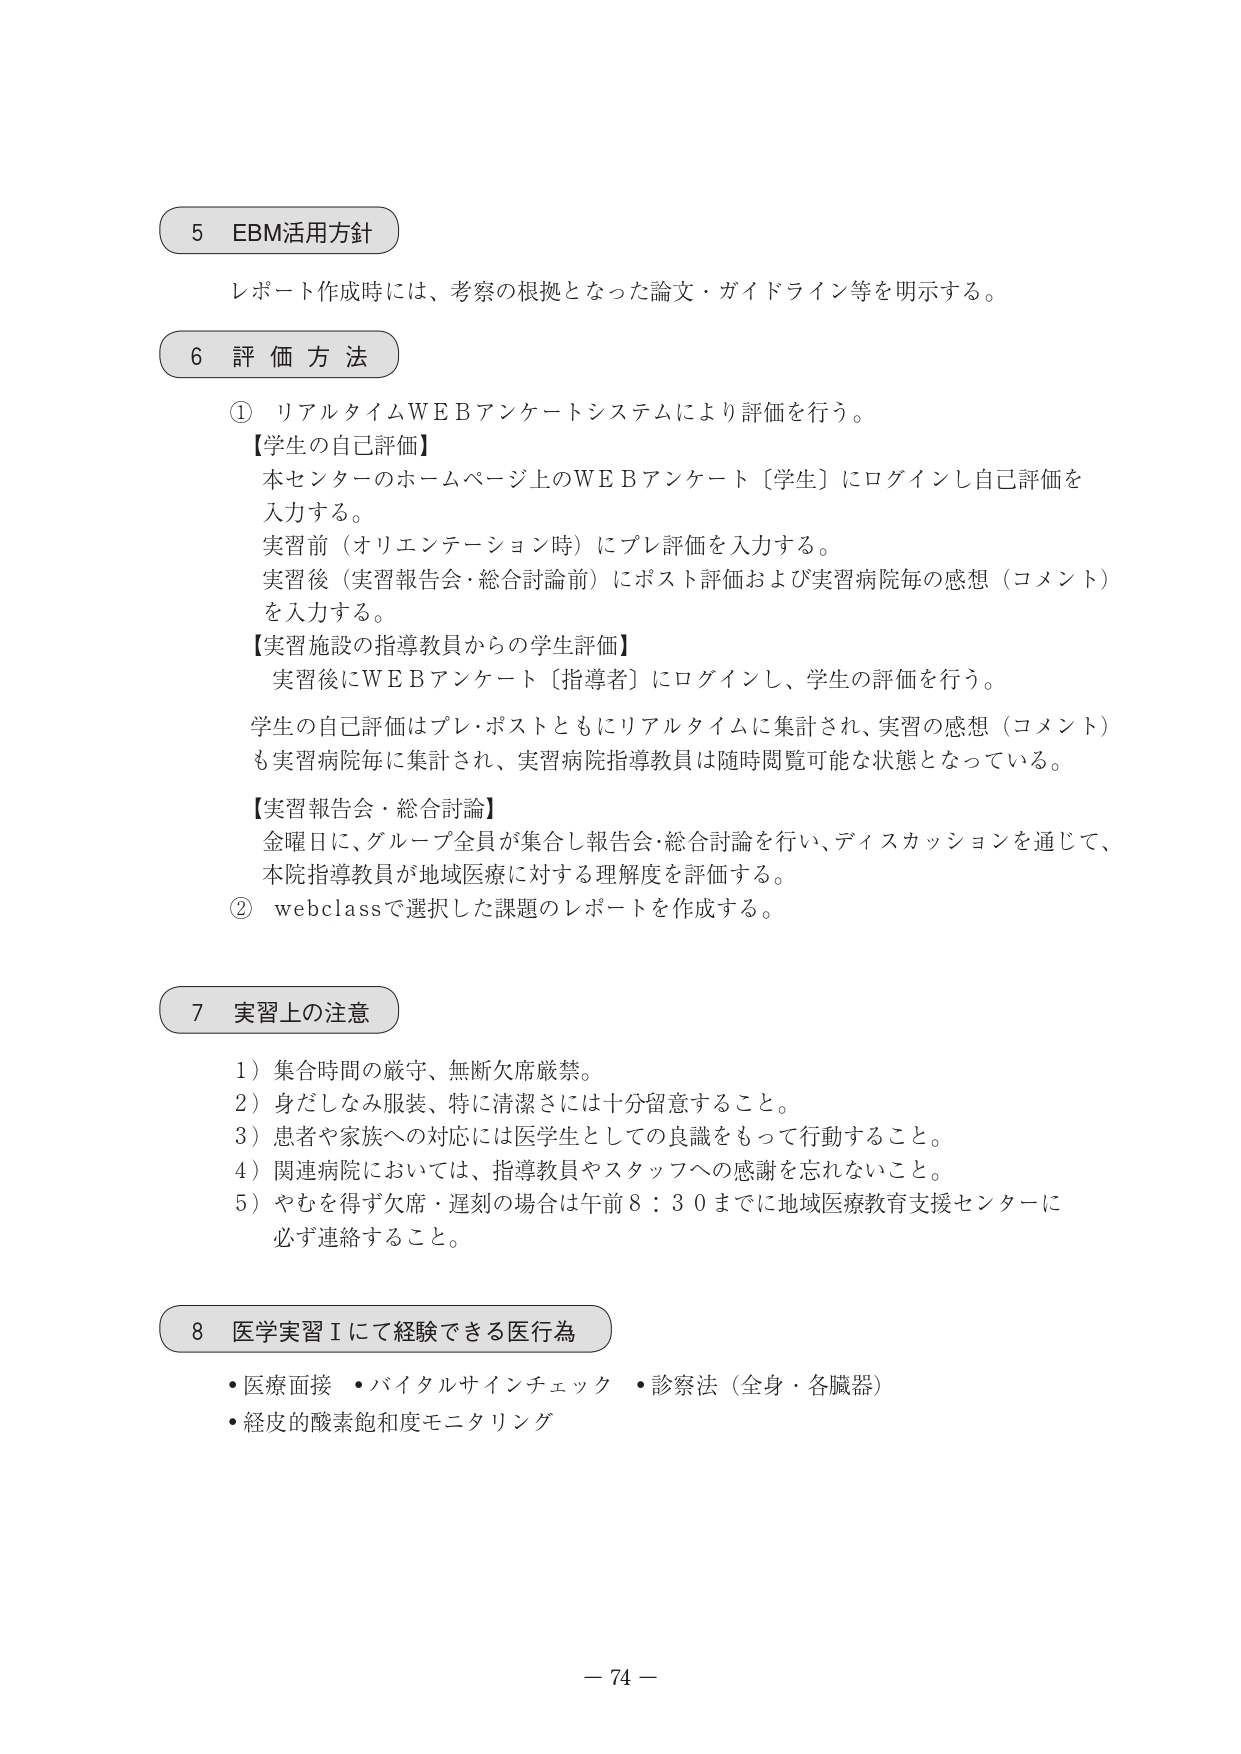 5　EBM活用方針
レポート作成時には、考察の根拠となった論文・ガイドライン等を明示する。
6　評 価 方 法
①　リアルタイムＷＥＢアンケートシステムにより評価を行う。
【学生の自己評価】
本センターのホームページ上のＷＥＢアンケート〔学生〕にログインし自己評価を
入力する。
実習前（オリエンテーション時）にプレ評価を入力する。
実習後（実習報告会・総合討論前）にポスト評価および実習病院毎の感想（コメント）
を入力する。
【実習施設の指導教員からの学生評価】
実習後にＷＥＢアンケート〔指導者〕にログインし、学生の評価を行う。
学生の自己評価はプレ・ポストともにリアルタイムに集計され、実習の感想（コメント）
も実習病院毎に集計され、実習病院指導教員は随時閲覧可能な状態となっている。
【実習報告会・総合討論】
金曜日に、グループ全員が集合し報告会・総合討論を行い、ディスカッションを通じて、
本院指導教員が地域医療に対する理解度を評価する。
②　webclassで選択した課題のレポートを作成する。
7　実習上の注意
1）集合時間の厳守、無断欠席厳禁。
2）身だしなみ服装、特に清潔さには十分留意すること。
3）患者や家族への対応には医学生としての良識をもって行動すること。
4）関連病院においては、指導教員やスタッフへの感謝を忘れないこと。
5）やむを得ず欠席・遅刻の場合は午前８：３０までに地域医療教育支援センターに
必ず連絡すること。
8　医学実習Ｉにて経験できる医行為
•医療面接　•バイタルサインチェック　•診察法（全身・各臓器）
•経皮的酸素飽和度モニタリング
― 74 ―